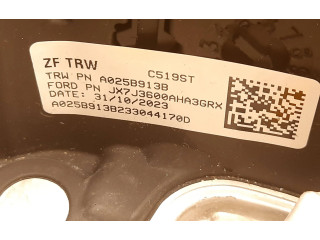 ZF TRW C519ST
TRW PN A025B913B
FORD PN JX7J3600AHA3GRX
DATE: 31/10/2023
A025B913B233044170D